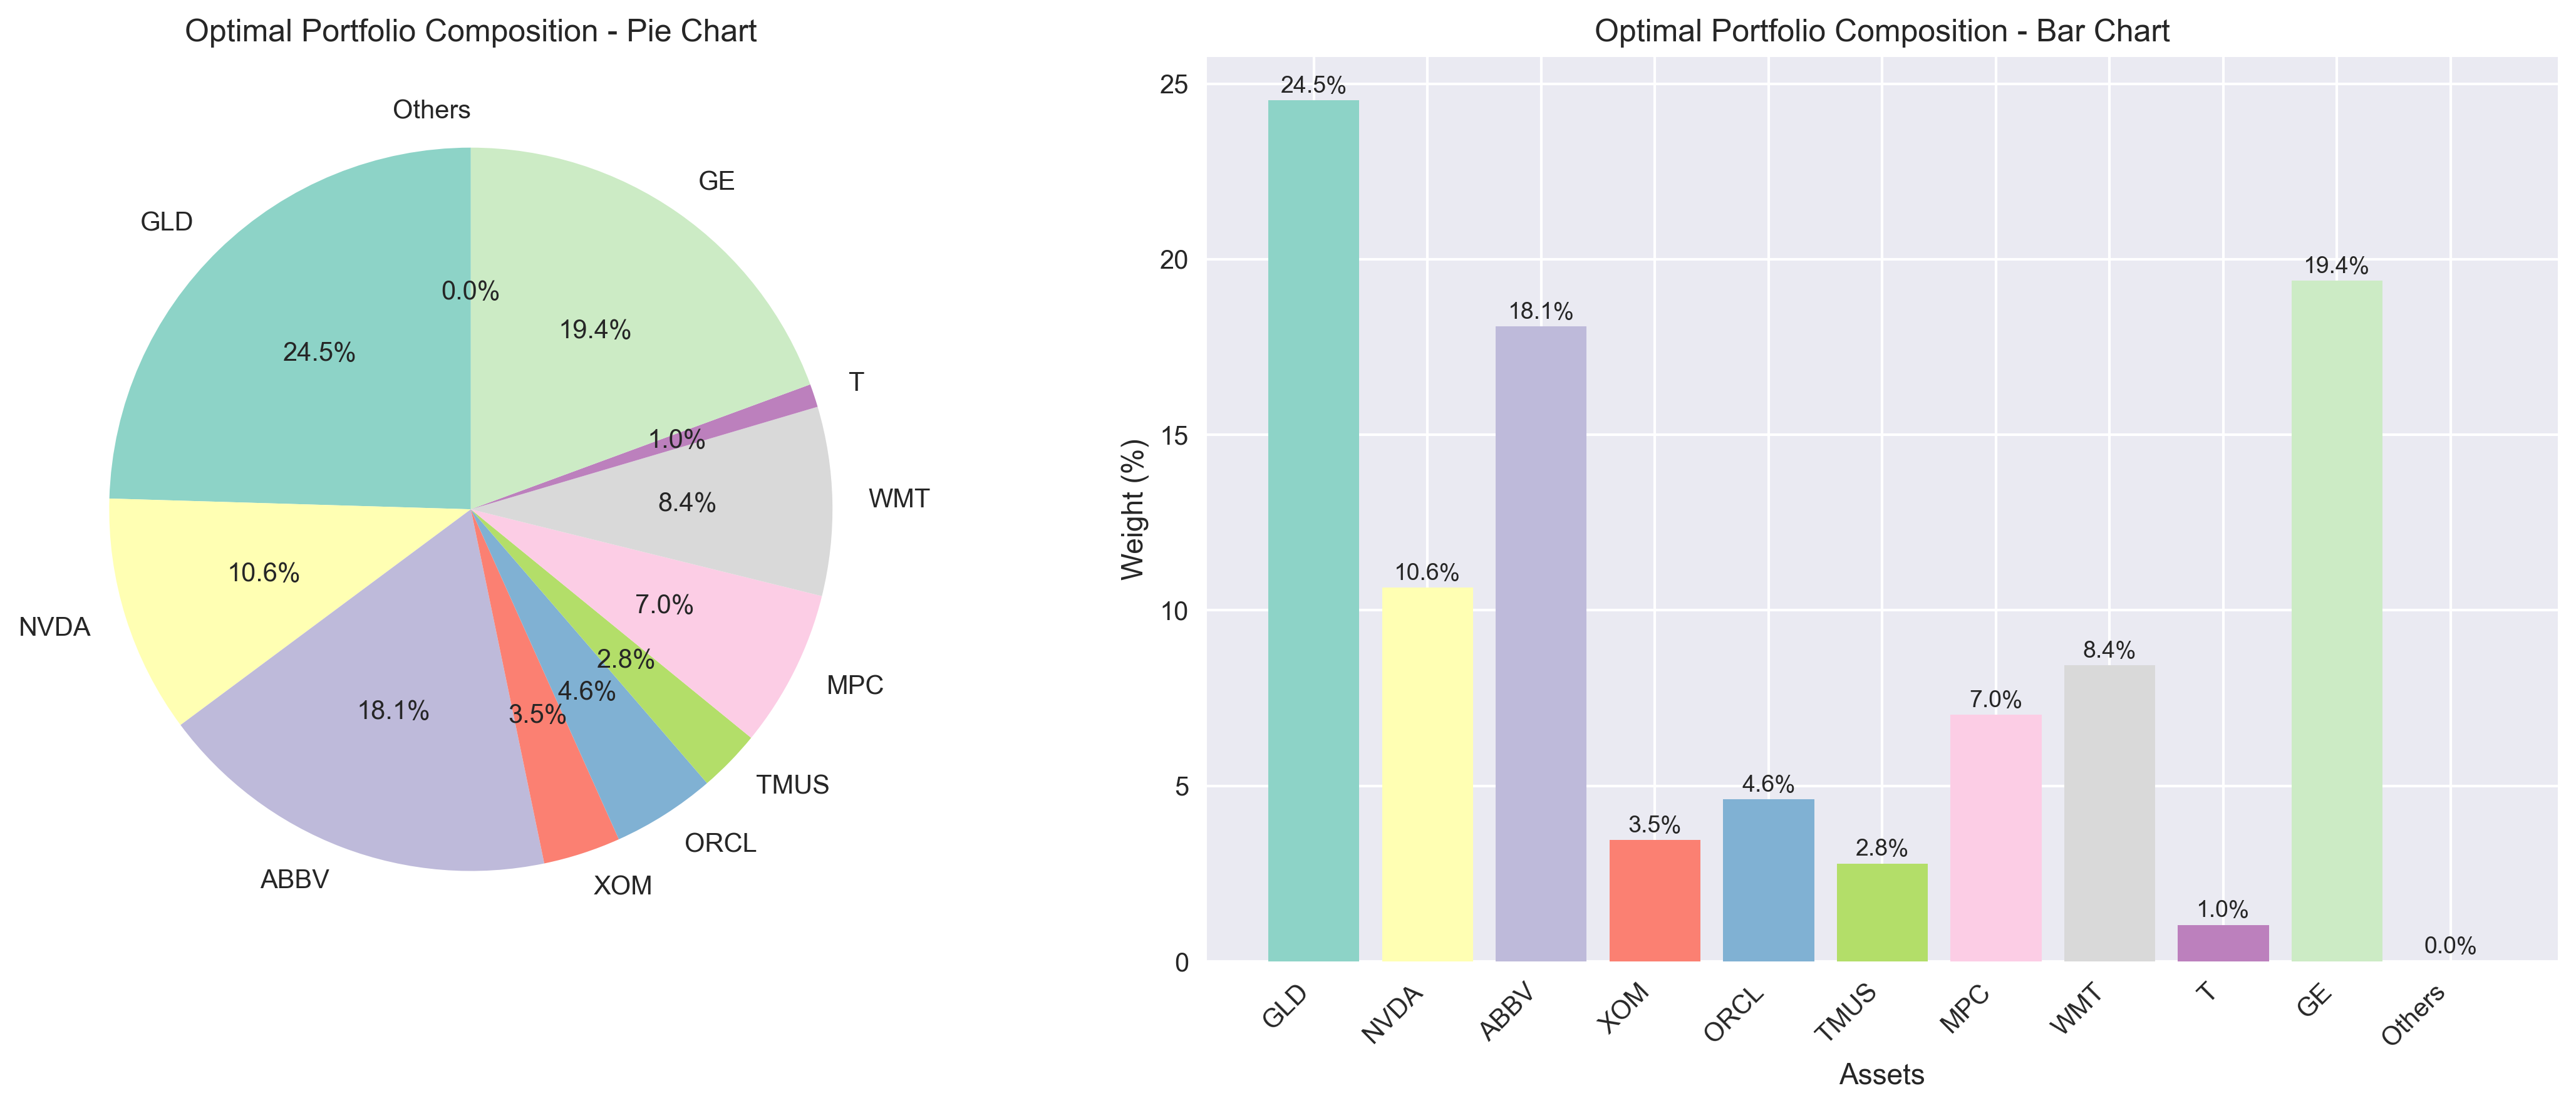 Optimal Portfolio Composition - Pie Chart
Others
GE
GLD
0.0%
19.4%
24.5%
T
1.0%
WMT
8.4%
10.6%
7.0%
NVDA
2.8%
MPC
4.6%
18.1%
3.5%
TMUS
ORCL
ABBV
XOM
Optimal Portfolio Composition - Bar Chart
Weight (%)
25
20
15
10
5
0
24.5%
10.6%
18.1%
3.5%
4.6%
2.8%
7.0%
8.4%
1.0%
19.4%
0.0%
GLD
NVDA
ABBV
XOM
ORCL
TMUS
MPC
WMT
T
GE
Others
Assets